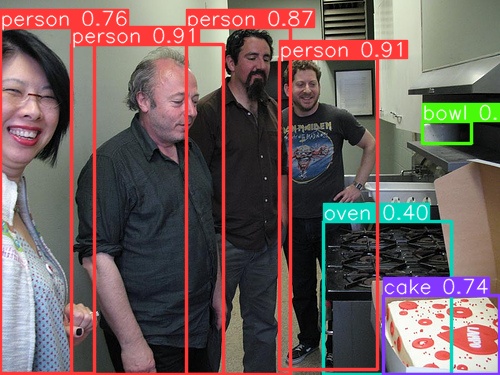 person 0.76
person 0.91
person 0.87
person 0.91
IRON MAIDEN
bowl 0.
oven 0.40
cake 0.74